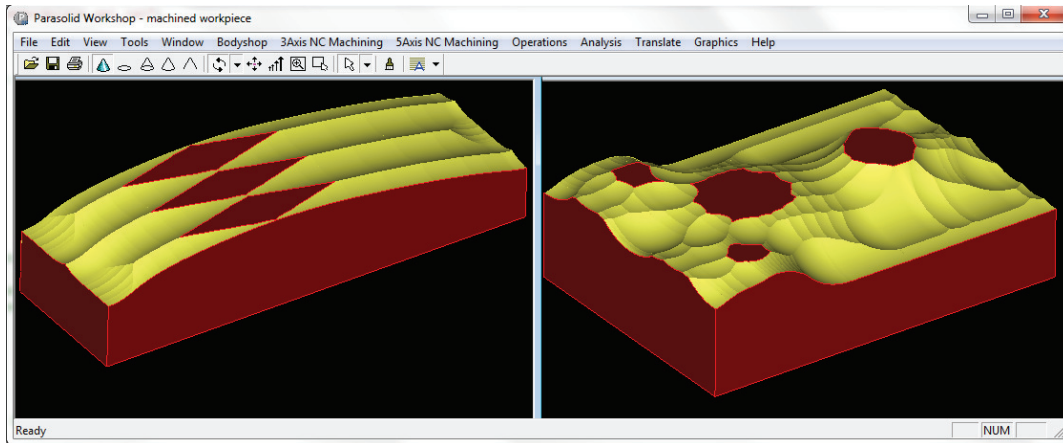 Parasolid Workshop - machined workpiece
File Edit View Tools Window Bodyshop 3Axis NC Machining 5Axis NC Machining Operations Analysis Translate Graphics Help
Ready NUM